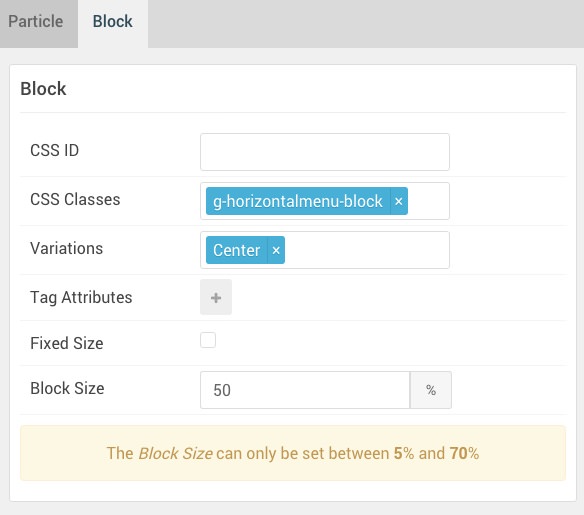 Particle Block
Block
CSS ID
CSS Classes g-horizontalmenu-block ×
Variations Center ×
Tag Attributes +
Fixed Size
Block Size 50 %
The Block Size can only be set between 5% and 70%